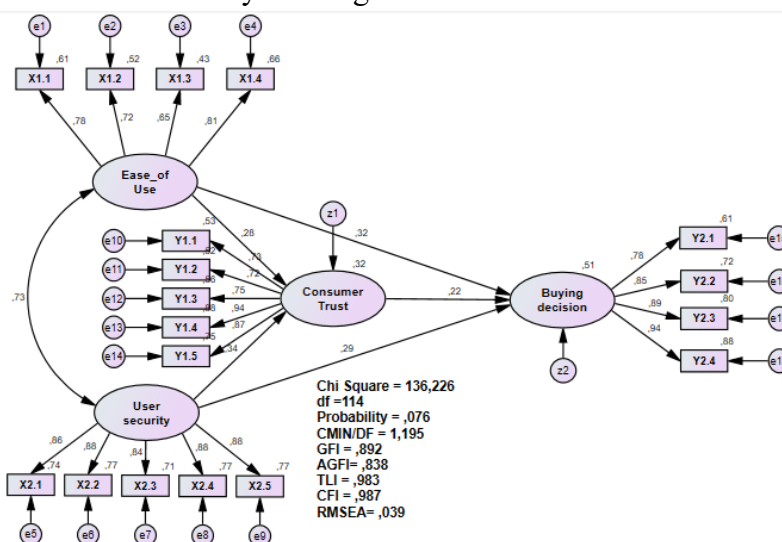 e1 e2 e3 e4
,61 ,52 ,43 ,66
X1.1 X1.2 X1.3 X1.4
,78 ,72 ,65 ,81
Ease_of
Use
,73
,28
,32
z1
,32
e10 Y1.1 ,53
e11 Y1.2
e12 Y1.3
e13 Y1.4
e14 Y1.5
,73
,72
,75
,94
,87
,34
Consumer
Trust
,22
,29
Buying
decision
,51
z2
,78 ,85 ,89 ,94
Y2.1 ,61
Y2.2 ,72
Y2.3 ,80
Y2.4 ,88
User
security
,86 ,88 ,84 ,88 ,88
,74 ,77 ,71 ,77 ,77
X2.1 X2.2 X2.3 X2.4 X2.5
e5 e6 e7 e8 e9
Chi Square = 136,226
df =114
Probability = ,076
CMIN/DF = 1,195
GFI = ,892
AGFI= ,838
TLI = ,983
CFI = ,987
RMSEA= ,039